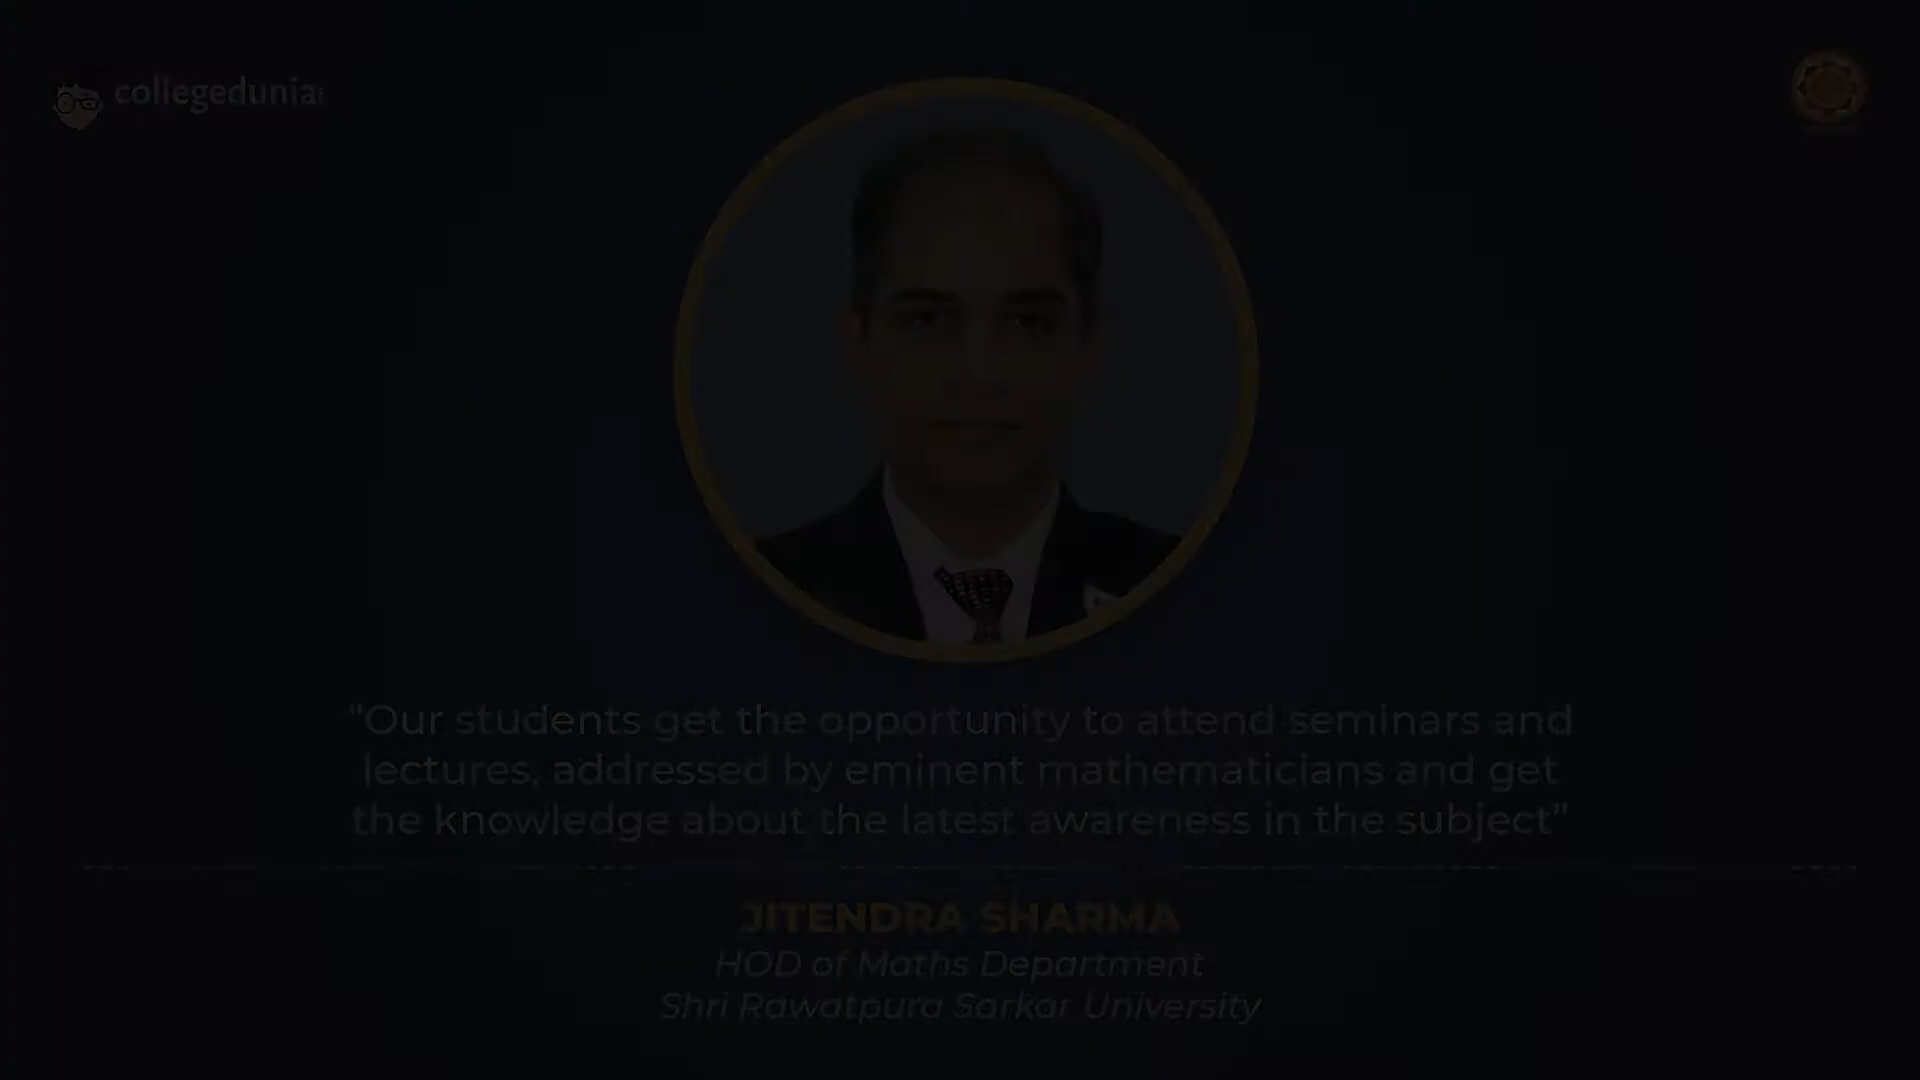 collegedunia
"Our students get the opportunity to attend seminars and
lectures, addressed by eminent mathematicians and get
the knowledge about the latest awareness in the subject”
JITENDRA SHARMA
HOD of Maths Department
Shri Rawatpura Sarkar University